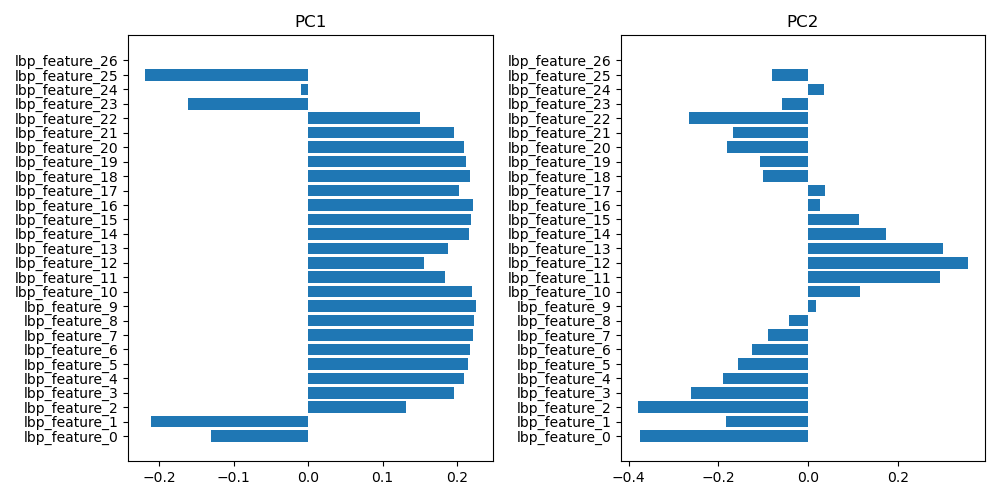 PC1
lbp_feature_26
lbp_feature_25
lbp_feature_24
lbp_feature_23
lbp_feature_22
lbp_feature_21
lbp_feature_20
lbp_feature_19
lbp_feature_18
lbp_feature_17
lbp_feature_16
lbp_feature_15
lbp_feature_14
lbp_feature_13
lbp_feature_12
lbp_feature_11
lbp_feature_10
lbp_feature_9
lbp_feature_8
lbp_feature_7
lbp_feature_6
lbp_feature_5
lbp_feature_4
lbp_feature_3
lbp_feature_2
lbp_feature_1
lbp_feature_0
−0.2 −0.1 0.0 0.1 0.2
PC2
lbp_feature_26
lbp_feature_25
lbp_feature_24
lbp_feature_23
lbp_feature_22
lbp_feature_21
lbp_feature_20
lbp_feature_19
lbp_feature_18
lbp_feature_17
lbp_feature_16
lbp_feature_15
lbp_feature_14
lbp_feature_13
lbp_feature_12
lbp_feature_11
lbp_feature_10
lbp_feature_9
lbp_feature_8
lbp_feature_7
lbp_feature_6
lbp_feature_5
lbp_feature_4
lbp_feature_3
lbp_feature_2
lbp_feature_1
lbp_feature_0
−0.4 −0.2 0.0 0.2